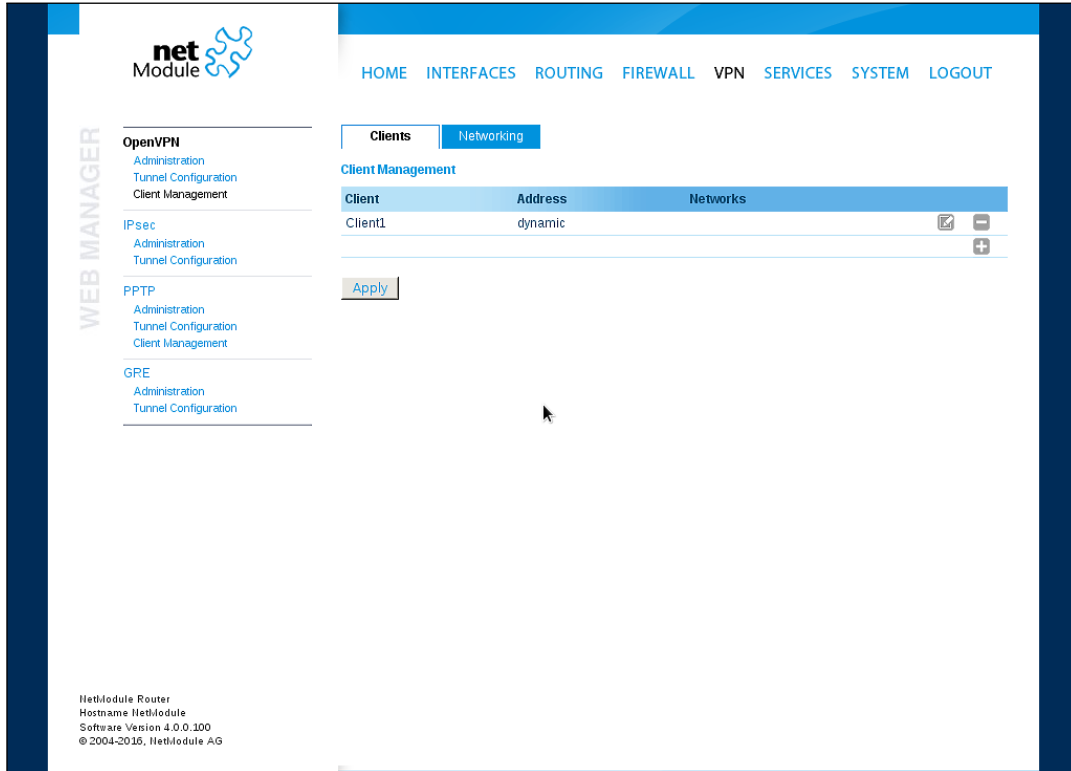 net
Module
HOME INTERFACES ROUTING FIREWALL VPN SERVICES SYSTEM LOGOUT
WEB MANAGER
OpenVPN
Administration
Tunnel Configuration
Client Management
IPsec
Administration
Tunnel Configuration
PPTP
Administration
Tunnel Configuration
Client Management
GRE
Administration
Tunnel Configuration
Clients Networking
Client Management
Client Address Networks
Client1 dynamic
Apply
NetModule Router
Hostname NetModule
Software Version 4.0.0.100
© 2004-2016, NetModule AG